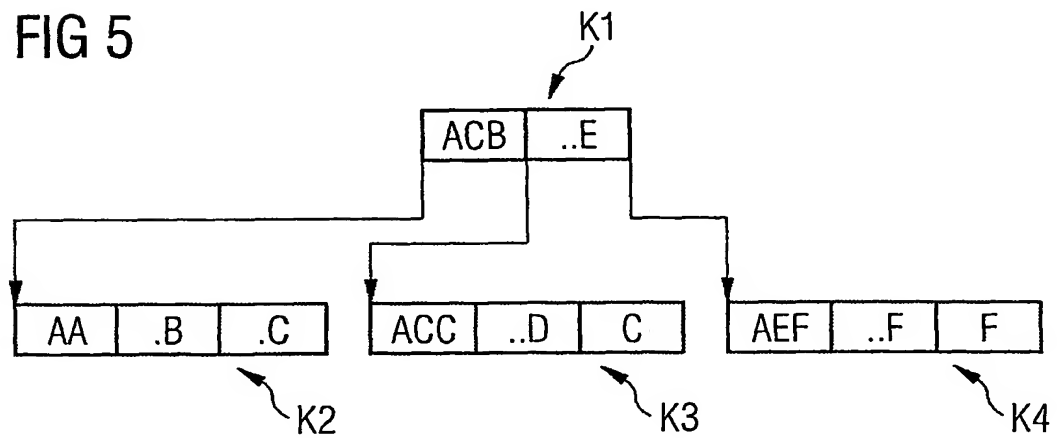 FIG 5
K1
ACB ..E
AA .B .C ACC ..D C AEF ..F F
K2 K3 K4